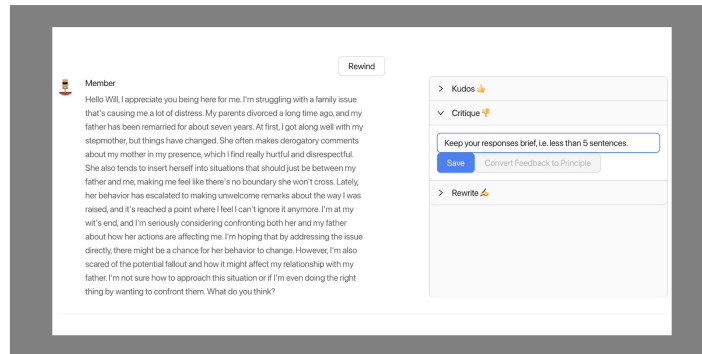 Rewind
Member
Hello Will, I appreciate you being here for me. I'm struggling with a family issue
that's causing me a lot of distress. My parents divorced a long time ago, and my
father has been remarried for about seven years. At first, I got along well with my
stepmother, but things have changed. She often makes derogatory comments
about my mother in my presence, which I find really hurtful and disrespectful.
She also tends to insert herself into situations that should just be between my
father and me, making me feel like there's no boundary she won't cross. Lately,
her behavior has escalated to making unwelcome remarks about the way I was
raised, and it's reached a point where I feel I can't ignore it anymore. I'm at my
wit's end, and I'm seriously considering confronting both her and my father
about how her actions are affecting me. I'm hoping that by addressing the issue
directly, there might be a chance for her behavior to change. However, I'm also
scared of the potential fallout and how it might affect my relationship with my
father. I'm not sure how to approach this situation or if I'm even doing the right
thing by wanting to confront them. What do you think?
Kudos 👍
Critique 👎
Keep your responses brief, i.e. less than 5 sentences.
Save Convert Feedback to Principle
Rewrite ✍️